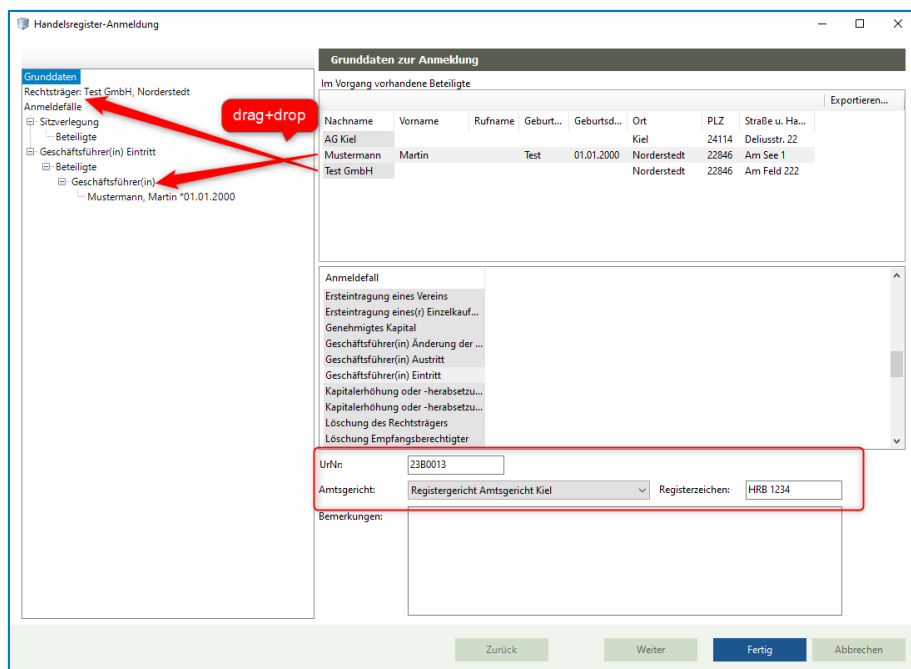 Handelsregister-Anmeldung
Grunddaten zur Anmeldung
Grunddaten
Rechtsträger: Test GmbH, Norderstedt
Anmeldefälle
Sitzverlegung
Beteiligte
Geschäftsführer(in) Eintritt
Beteiligte
Geschäftsführer(in)
Mustermann, Martin *01.01.2000
drag+drop
Im Vorgang vorhandene Beteiligte
Exportieren...
Nachname Vorname Rufname Geburt... Geburtsd... Ort PLZ Straße u. Ha...
AG Kiel Kiel 24114 Deliusstr. 22
Mustermann Martin Test 01.01.2000 Norderstedt 22846 Am See 1
Test GmbH Norderstedt 22846 Am Feld 222
Anmeldefall
Ersteintragung eines Vereins
Ersteintragung eines(r) Einzelkauf...
Genehmigtes Kapital
Geschäftsführer(in) Änderung der ...
Geschäftsführer(in) Austritt
Geschäftsführer(in) Eintritt
Kapitalerhöhung oder -herabsetzu...
Kapitalerhöhung oder -herabsetzu...
Löschung des Rechtsträgers
Löschung Empfangsberechtigter
UrNr: 23B0013
Amtsgericht: Registergericht Amtsgericht Kiel Registerzeichen: HRB 1234
Bemerkungen:
Zurück Weiter Fertig Abbrechen